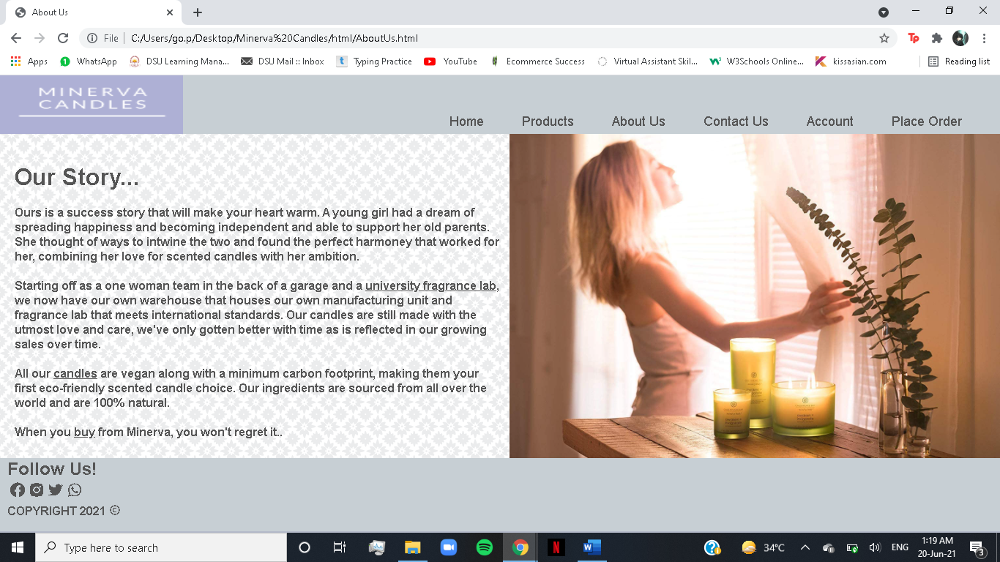 About Us
File
C:/Users/go.p/Desktop/Minerva%20Candles/html/AboutUs.html
Apps
WhatsApp
DSU Learning Mana...
DSU Mail :: Inbox
Typing Practice
YouTube
Ecommerce Success
Virtual Assistant Skil...
W3Schools Online...
kissasian.com
Reading list
MINERVA
CANDLES
Home
Products
About Us
Contact Us
Account
Place Order
Our Story...
Ours is a success story that will make your heart warm. A young girl had a dream of
spreading happiness and becoming independent and able to support her old parents.
She thought of ways to intwine the two and found the perfect harmoney that worked for
her, combining her love for scented candles with her ambition.
Starting off as a one woman team in the back of a garage and a university fragrance lab,
we now have our own warehouse that houses our own manufacturing unit and
fragrance lab that meets international standards. Our candles are still made with the
utmost love and care, we've only gotten better with time as is reflected in our growing
sales over time.
All our candles are vegan along with a minimum carbon footprint, making them your
first eco-friendly scented candle choice. Our ingredients are sourced from all over the
world and are 100% natural.
When you buy from Minerva, you won't regret it..
Follow Us!
COPYRIGHT 2021 ©
Type here to search
34°C
ENG
1:19 AM
20-Jun-21
3